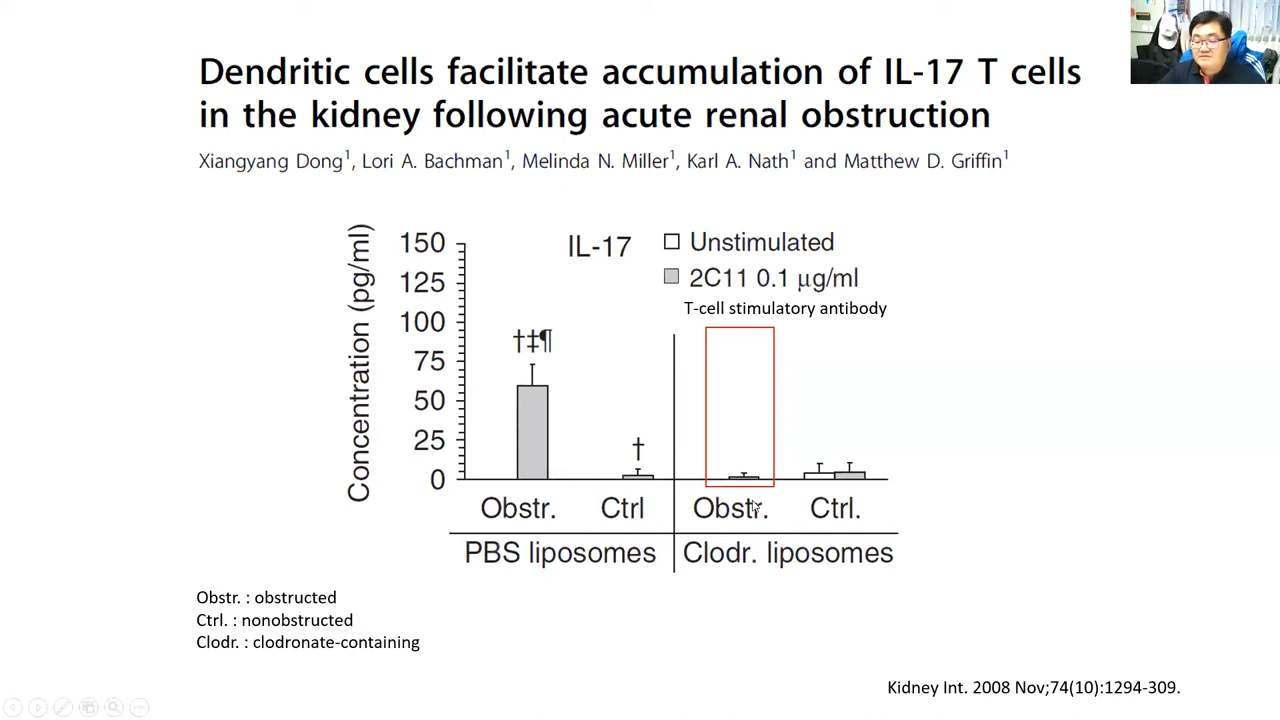 Dendritic cells facilitate accumulation of IL-17 T cells
in the kidney following acute renal obstruction
Xiangyang Dong1, Lori A. Bachman1, Melinda N. Miller1, Karl A. Nath1 and Matthew D. Griffin1
Concentration (pg/ml)
150
125
100
75
50
25
0
IL-17
Unstimulated
2C11 0.1 μg/ml
T-cell stimulatory antibody
†‡¶
†
Obstr. Ctrl Obstr. Ctrl.
PBS liposomes Clodr. liposomes
Obstr. : obstructed
Ctrl. : nonobstructed
Clodr. : clodronate-containing
Kidney Int. 2008 Nov;74(10):1294-309.